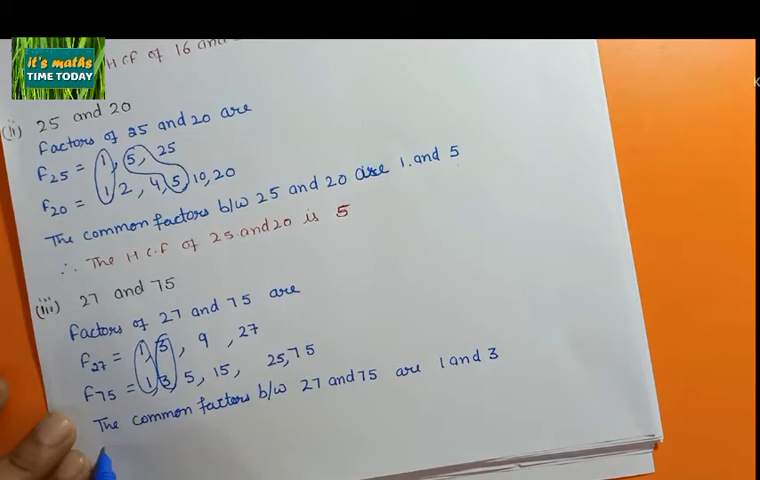 it's maths
TIME TODAY
HCF of 16 and
(ii) 25 and 20
Factors of 25 and 20 are
F25 = 1, 5, 25
F20 = 1 2, 4, 5, 10, 20
The common factors b/w 25 and 20 are 1 and 5
∴ The H.C.F of 25 and 20 is 5
(iii) 27 and 75
Factors of 27 and 75 are
F27 = 1, 3, 9, 27
F75 = 1, 3, 5, 15, 25, 75
The common factors b/w 27 and 75 are 1 and 3